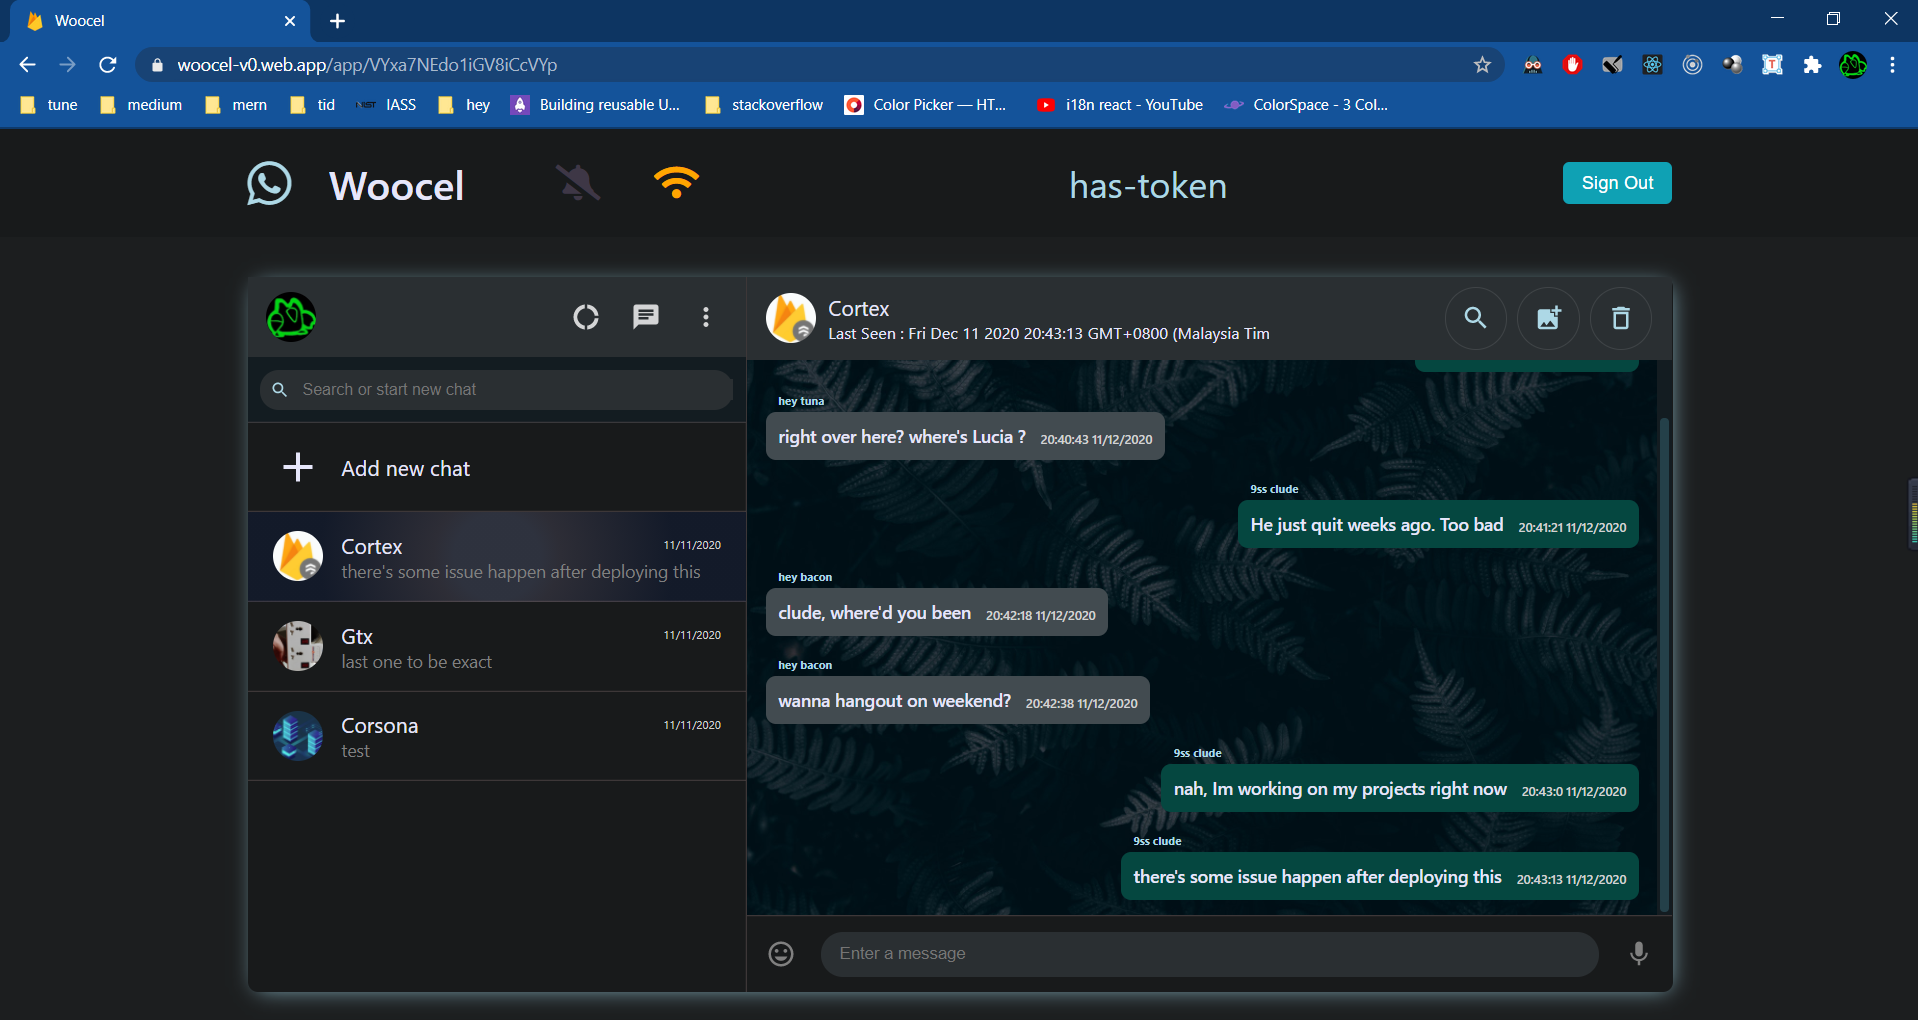 Woocel
woocel-v0.web.app/app/VYxa7NEdo1iGV8iCcVYp
tune medium mern tid IASS hey Building reusable U... stackoverflow Color Picker — HT... i18n react - YouTube ColorSpace - 3 Col...
Woocel has-token Sign Out
Search or start new chat
Add new chat
Cortex 11/11/2020
there's some issue happen after deploying this
Gtx 11/11/2020
last one to be exact
Corsona 11/11/2020
test
Cortex
Last Seen : Fri Dec 11 2020 20:43:13 GMT+0800 (Malaysia Tim
hey tuna
right over here? where's Lucia ? 20:40:43 11/12/2020
9ss clude
He just quit weeks ago. Too bad 20:41:21 11/12/2020
hey bacon
clude, where'd you been 20:42:18 11/12/2020
hey bacon
wanna hangout on weekend? 20:42:38 11/12/2020
9ss clude
nah, Im working on my projects right now 20:43:0 11/12/2020
9ss clude
there's some issue happen after deploying this 20:43:13 11/12/2020
Enter a message